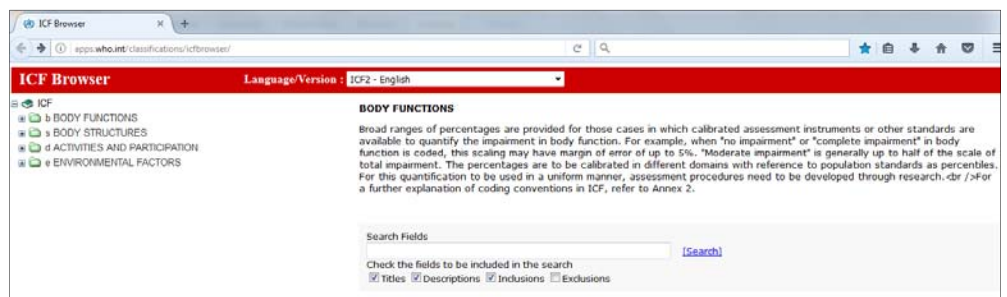 ICF Browser
apps.who.int/classifications/icfbrowser/
ICF Browser
Language/Version : ICF2 - English
ICF
b BODY FUNCTIONS
s BODY STRUCTURES
d ACTIVITIES AND PARTICIPATION
e ENVIRONMENTAL FACTORS
BODY FUNCTIONS
Broad ranges of percentages are provided for those cases in which calibrated assessment instruments or other standards are
available to quantify the impairment in body function. For example, when "no impairment" or "complete impairment" in body
function is coded, this scaling may have margin of error of up to 5%. "Moderate impairment" is generally up to half of the scale of
total impairment. The percentages are to be calibrated in different domains with reference to population standards as percentiles.
For this quantification to be used in a uniform manner, assessment procedures need to be developed through research.<br />For
a further explanation of coding conventions in ICF, refer to Annex 2.
Search Fields
[Search]
Check the fields to be included in the search
Titles Descriptions Inclusions Exclusions